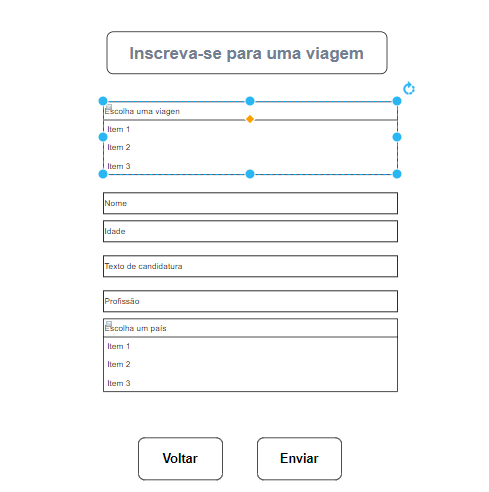 Inscreva-se para uma viagem
Escolha uma viagen
Item 1
Item 2
Item 3
Nome
Idade
Texto de candidatura
Profissão
Escolha um país
Item 1
Item 2
Item 3
Voltar
Enviar